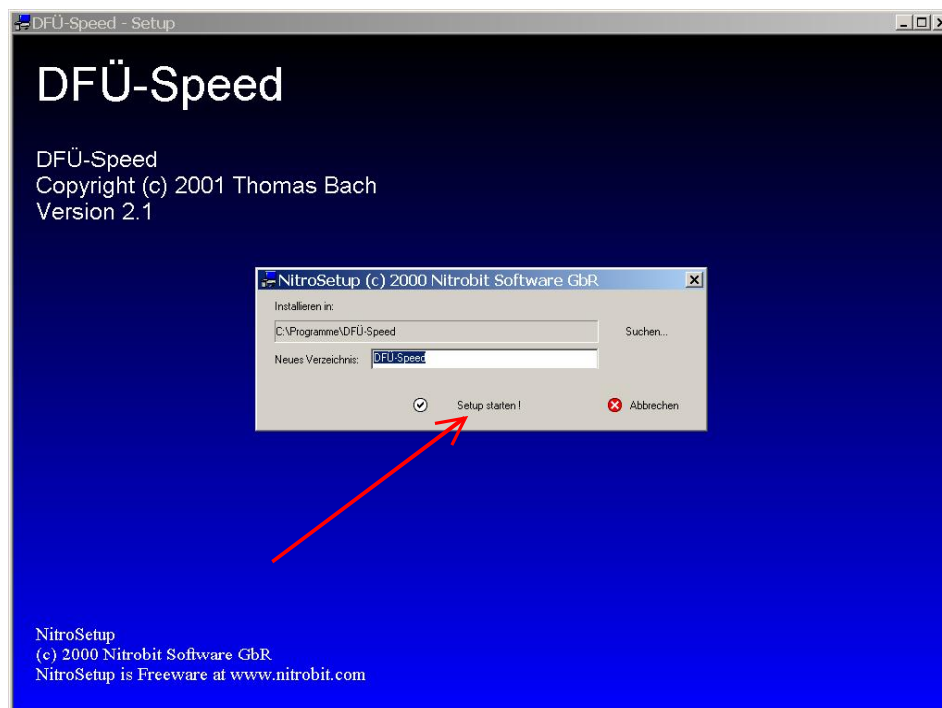 DFÜ-Speed - Setup
DFÜ-Speed
DFÜ-Speed
Copyright (c) 2001 Thomas Bach
Version 2.1
NitroSetup (c) 2000 Nitrobit Software GbR
Installieren in:
C:\Programme\DFÜ-Speed Suchen...
Neues Verzeichnis: DFÜ-Speed
Setup starten ! Abbrechen
NitroSetup
(c) 2000 Nitrobit Software GbR
NitroSetup is Freeware at www.nitrobit.com